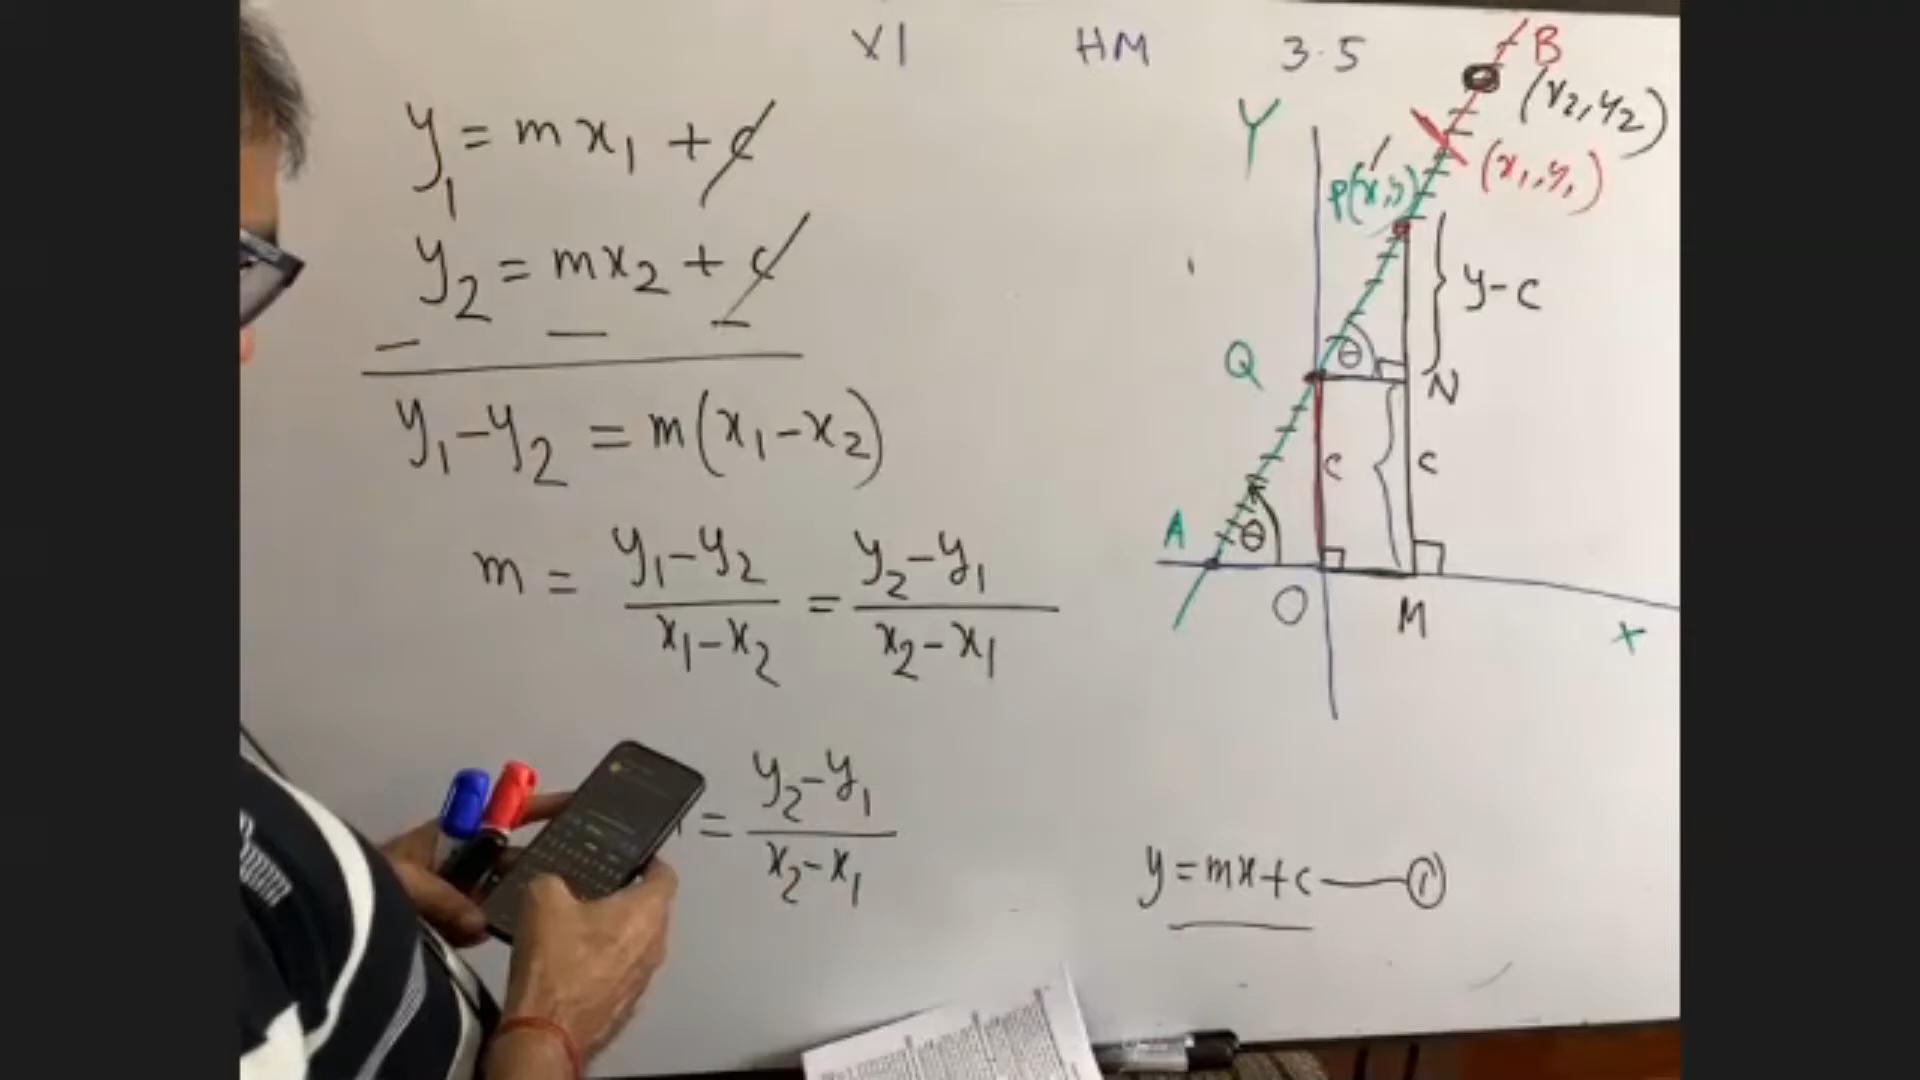 XI HM 3.5
y₁ = mx₁ + c
y₂ = mx₂ + c
y₁-y₂ = m(x₁-x₂)
m = y₁-y₂ / x₁-x₂ = y₂-y₁ / x₂-x₁
= y₂-y₁ / x₂-x₁
B
(x₂,y₂)
Y
(x₁,y₁)
P(x,y)
y-c
θ
Q
N
c
c
A
θ
O
M
X
y=mx+c —— ①